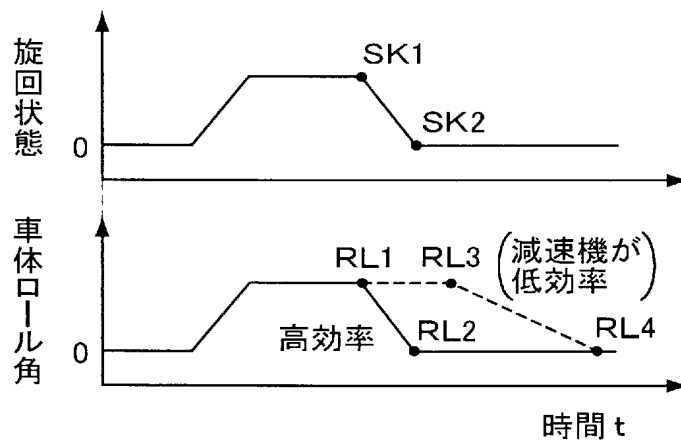 旋回状態
SK1
SK2
0
車体ロール角
RL1
RL3
(減速機が
低効率)
高効率
RL2
RL4
0
時間 t